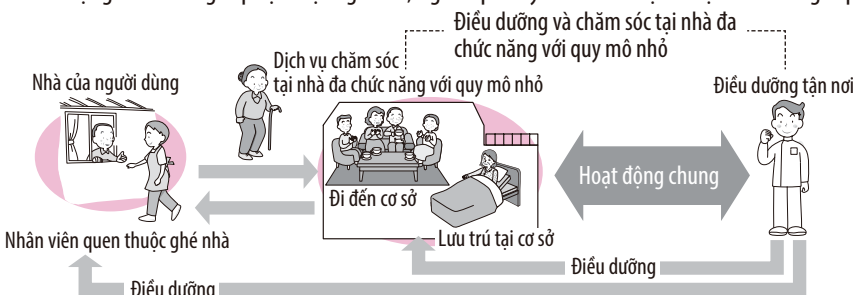 Điều dưỡng và chăm sóc tại nhà đa
chức năng với quy mô nhỏ
Dịch vụ chăm sóc
tại nhà đa chức năng với quy mô nhỏ
Nhà của người dùng
Điều dưỡng tận nơi
Hoạt động chung
Đi đến cơ sở
Nhân viên quen thuộc ghé nhà
Lưu trú tại cơ sở
Điều dưỡng
Điều dưỡng